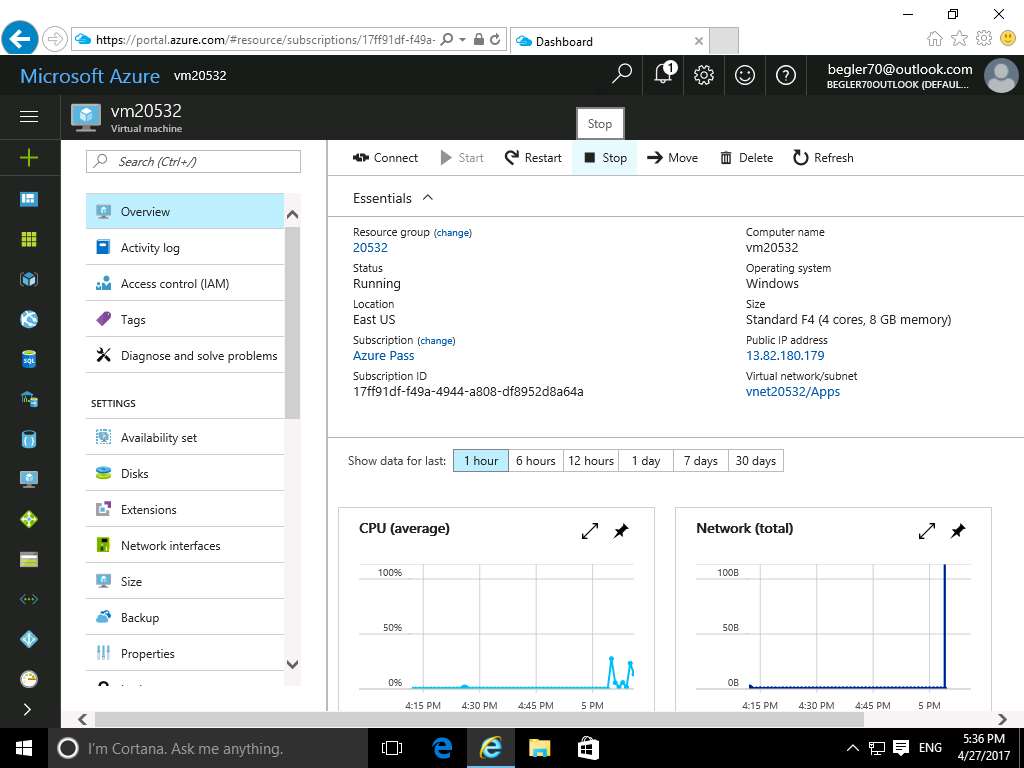 https://portal.azure.com/#resource/subscriptions/17ff91df-f49a-
Dashboard
Microsoft Azure vm20532
1
begler70@outlook.com
BEGLER70OUTLOOK (DEFAUL...
vm20532
Virtual machine
Stop
Search (Ctrl+/)
Connect Start Restart Stop Move Delete Refresh
Overview
Activity log
Access control (IAM)
Tags
Diagnose and solve problems
SETTINGS
Availability set
Disks
Extensions
Network interfaces
Size
Backup
Properties
Essentials
Resource group (change)
20532
Status
Running
Location
East US
Subscription (change)
Azure Pass
Subscription ID
17ff91df-f49a-4944-a808-df8952d8a64a
Computer name
vm20532
Operating system
Windows
Size
Standard F4 (4 cores, 8 GB memory)
Public IP address
13.82.180.179
Virtual network/subnet
vnet20532/Apps
Show data for last: 1 hour 6 hours 12 hours 1 day 7 days 30 days
CPU (average)
100%
50%
0%
4:15 PM 4:30 PM 4:45 PM 5 PM
Network (total)
100B
50B
0B
4:15 PM 4:30 PM 4:45 PM 5 PM
SQL
I'm Cortana. Ask me anything.
ENG
5:36 PM
4/27/2017